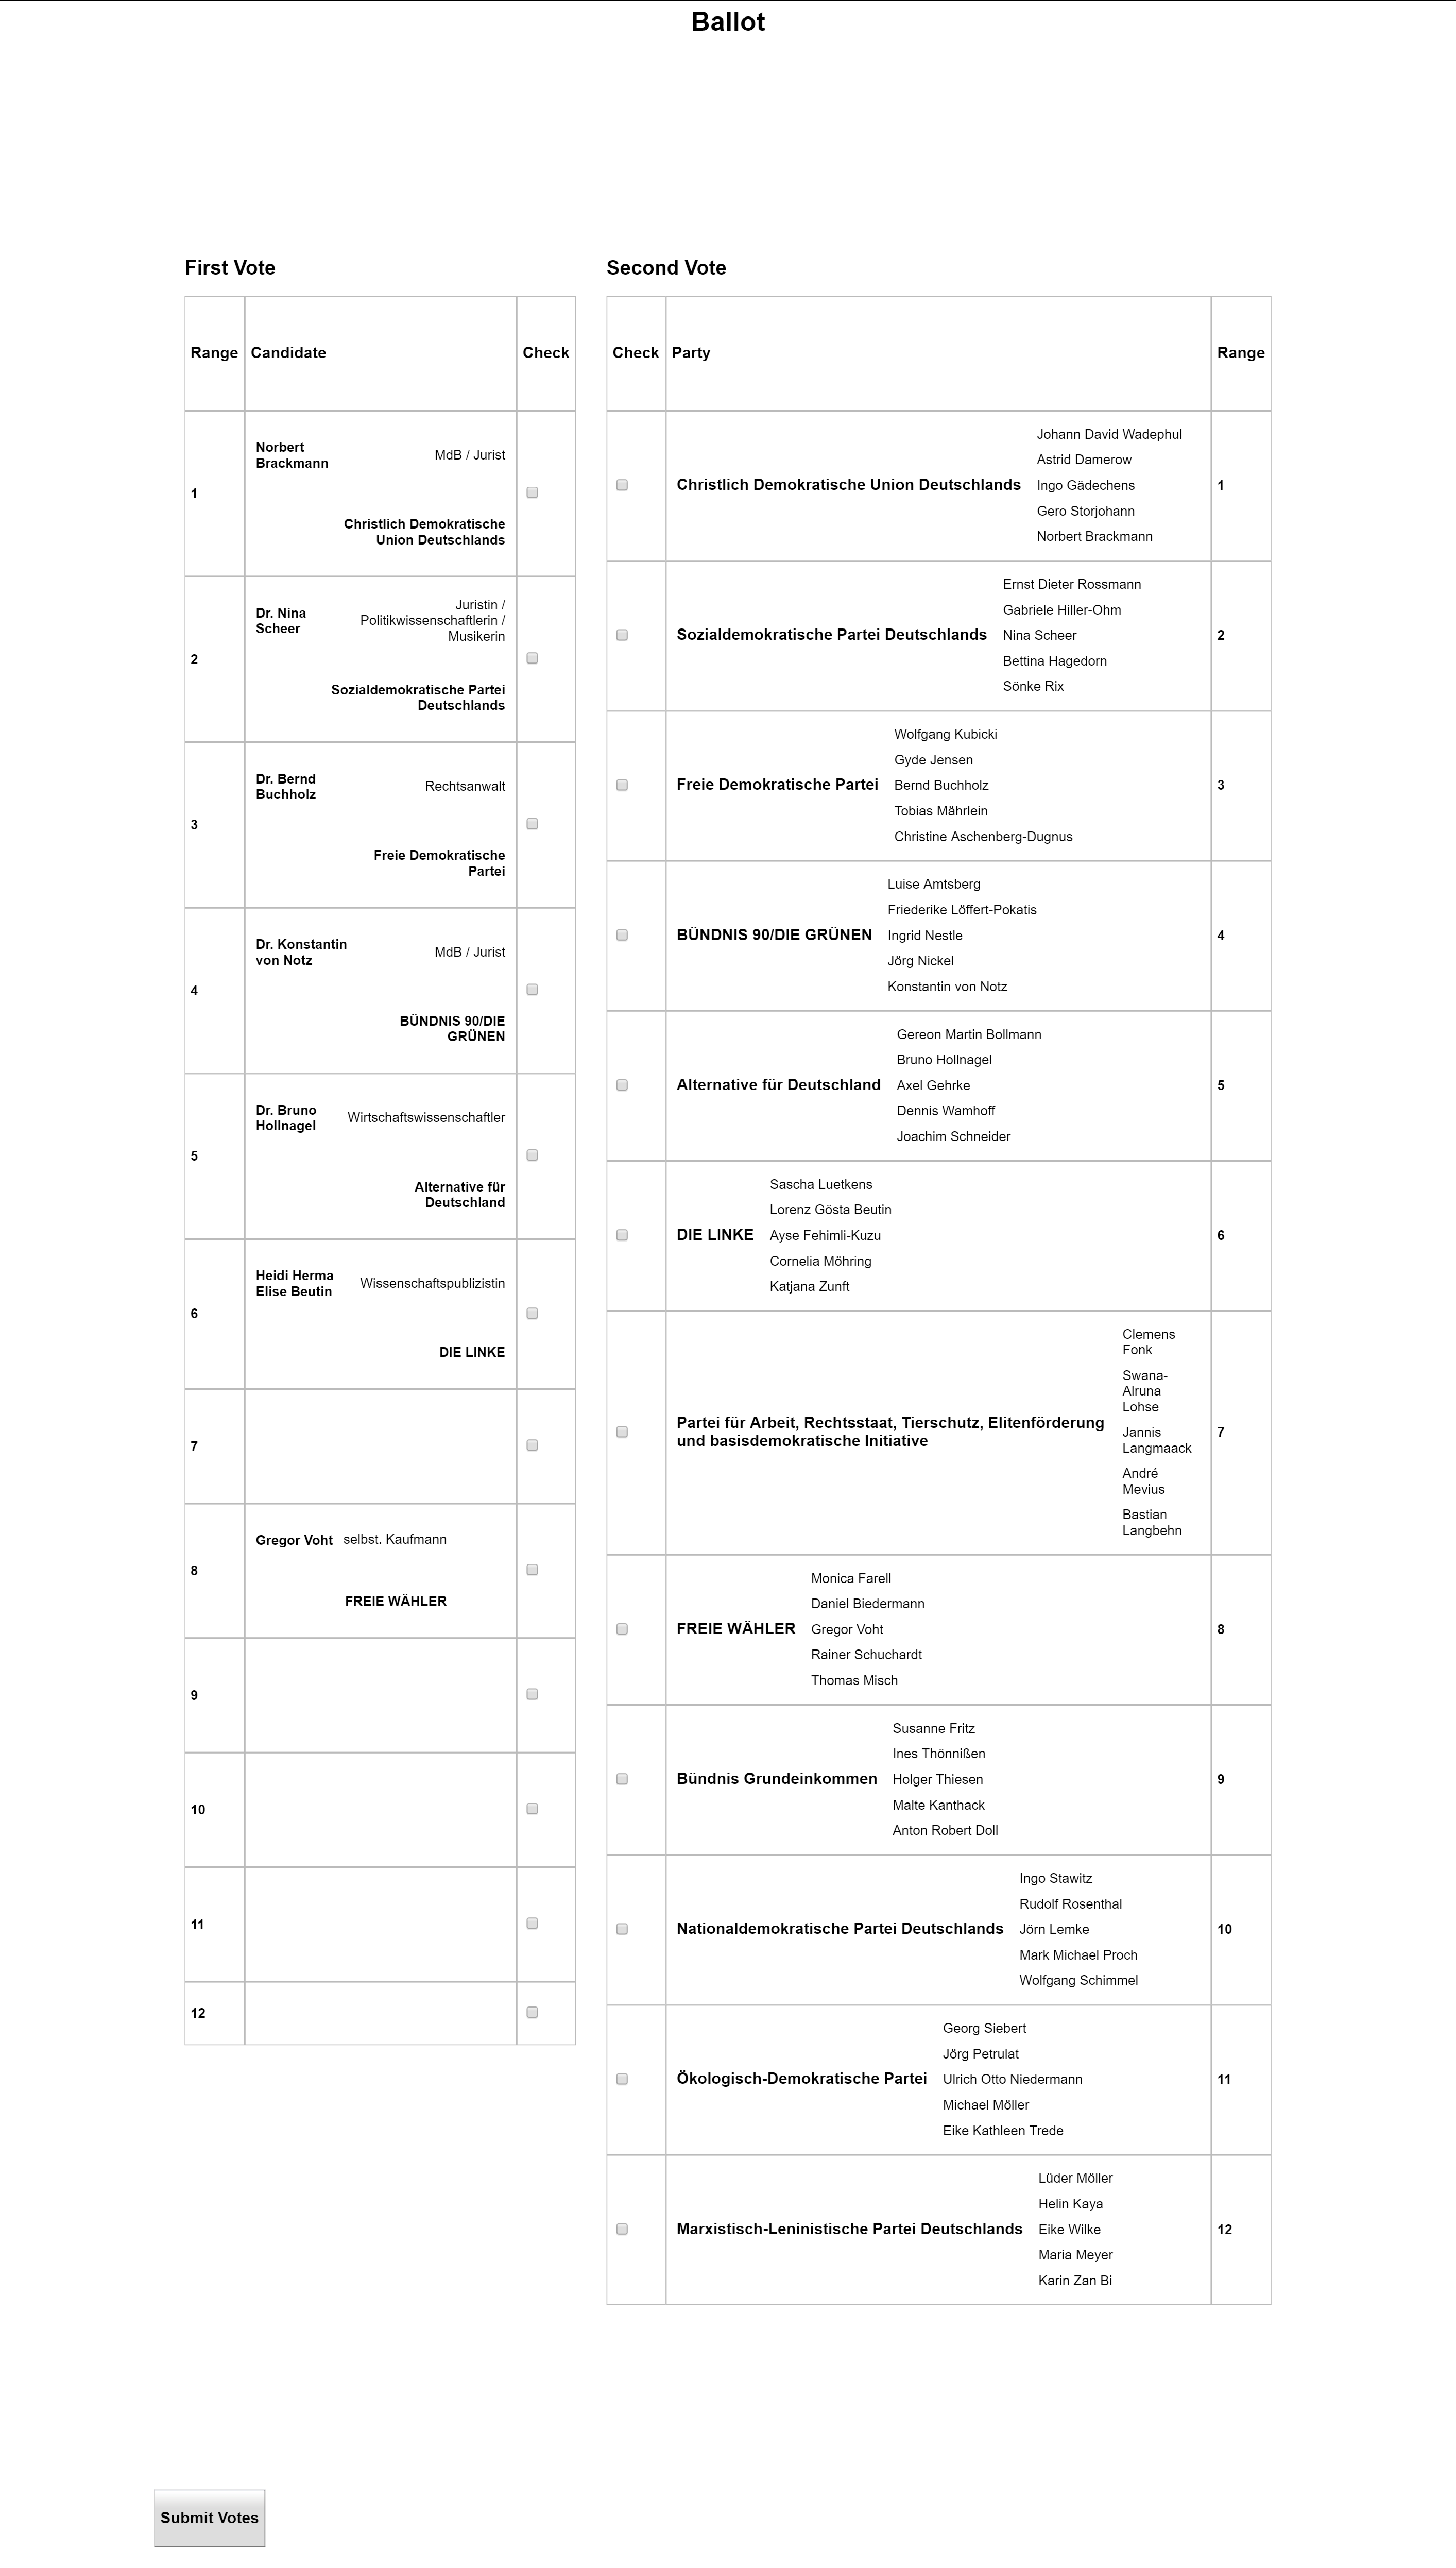 Ballot
First Vote
Range Candidate Check
1
Norbert
Brackmann
MdB / Jurist
Christlich Demokratische
Union Deutschlands
2
Dr. Nina
Scheer
Juristin /
Politikwissenschaftlerin /
Musikerin
Sozialdemokratische Partei
Deutschlands
3
Dr. Bernd
Buchholz
Rechtsanwalt
Freie Demokratische
Partei
4
Dr. Konstantin
von Notz
MdB / Jurist
BÜNDNIS 90/DIE
GRÜNEN
5
Dr. Bruno
Hollnagel
Wirtschaftswissenschaftler
Alternative für
Deutschland
6
Heidi Herma
Elise Beutin
Wissenschaftspublizistin
DIE LINKE
7
8
Gregor Voht selbst. Kaufmann
FREIE WÄHLER
9
10
11
12
Second Vote
Check Party Range
Christlich Demokratische Union Deutschlands
Johann David Wadephul
Astrid Damerow
Ingo Gädechens
Gero Storjohann
Norbert Brackmann
1
Sozialdemokratische Partei Deutschlands
Ernst Dieter Rossmann
Gabriele Hiller-Ohm
Nina Scheer
Bettina Hagedorn
Sönke Rix
2
Freie Demokratische Partei
Wolfgang Kubicki
Gyde Jensen
Bernd Buchholz
Tobias Mährlein
Christine Aschenberg-Dugnus
3
BÜNDNIS 90/DIE GRÜNEN
Luise Amtsberg
Friederike Löffert-Pokatis
Ingrid Nestle
Jörg Nickel
Konstantin von Notz
4
Alternative für Deutschland
Gereon Martin Bollmann
Bruno Hollnagel
Axel Gehrke
Dennis Wamhoff
Joachim Schneider
5
DIE LINKE
Sascha Luetkens
Lorenz Gösta Beutin
Ayse Fehimli-Kuzu
Cornelia Möhring
Katjana Zunft
6
Partei für Arbeit, Rechtsstaat, Tierschutz, Elitenförderung
und basisdemokratische Initiative
Clemens
Fonk
Swana-
Alruna
Lohse
Jannis
Langmaack
André
Mevius
Bastian
Langbehn
7
FREIE WÄHLER
Monica Farell
Daniel Biedermann
Gregor Voht
Rainer Schuchardt
Thomas Misch
8
Bündnis Grundeinkommen
Susanne Fritz
Ines Thönnißen
Holger Thiesen
Malte Kanthack
Anton Robert Doll
9
Nationaldemokratische Partei Deutschlands
Ingo Stawitz
Rudolf Rosenthal
Jörn Lemke
Mark Michael Proch
Wolfgang Schimmel
10
Ökologisch-Demokratische Partei
Georg Siebert
Jörg Petrulat
Ulrich Otto Niedermann
Michael Möller
Eike Kathleen Trede
11
Marxistisch-Leninistische Partei Deutschlands
Lüder Möller
Helin Kaya
Eike Wilke
Maria Meyer
Karin Zan Bi
12
Submit Votes